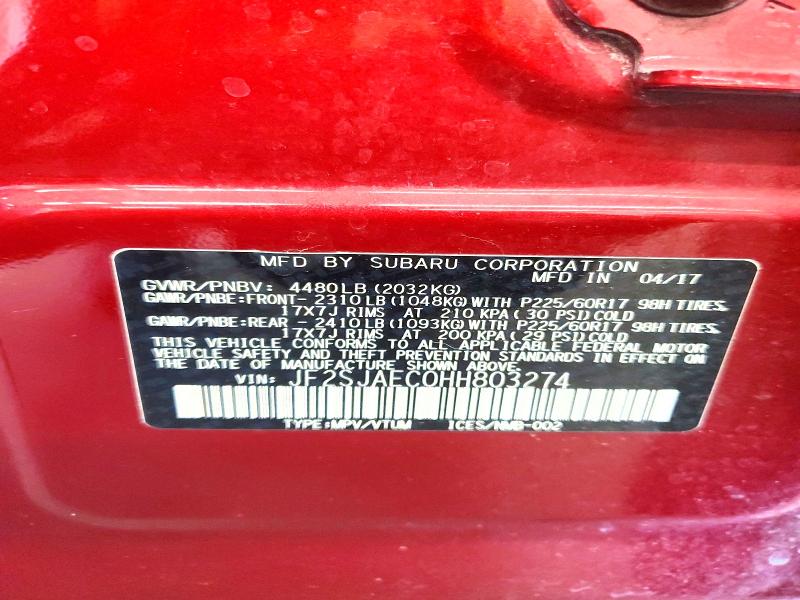 MFD BY SUBARU CORPORATION
MFD IN 04/17
GVWR/PNBV: 4480LB (2032KG)
GAWR/PNBE:FRONT- 2310LB (1048KG) WITH P225/60R17 98H TIRES,
17X7J RIMS AT 210 KPA (30 PSI) COLD
GAWR/PNBE:REAR - 2410LB (1093KG) WITH P225/60R17 98H TIRES,
17X7J RIMS AT 200 KPA (29 PSI) COLD
THIS VEHICLE CONFORMS TO ALL APPLICABLE FEDERAL MOTOR
VEHICLE SAFETY AND THEFT PREVENTION STANDARDS IN EFFECT ON
THE DATE OF MANUFACTURE SHOWN ABOVE.
VIN: JF2SJAEC0HH803274
TYPE:MPV/VTUM ICES/NMB-002